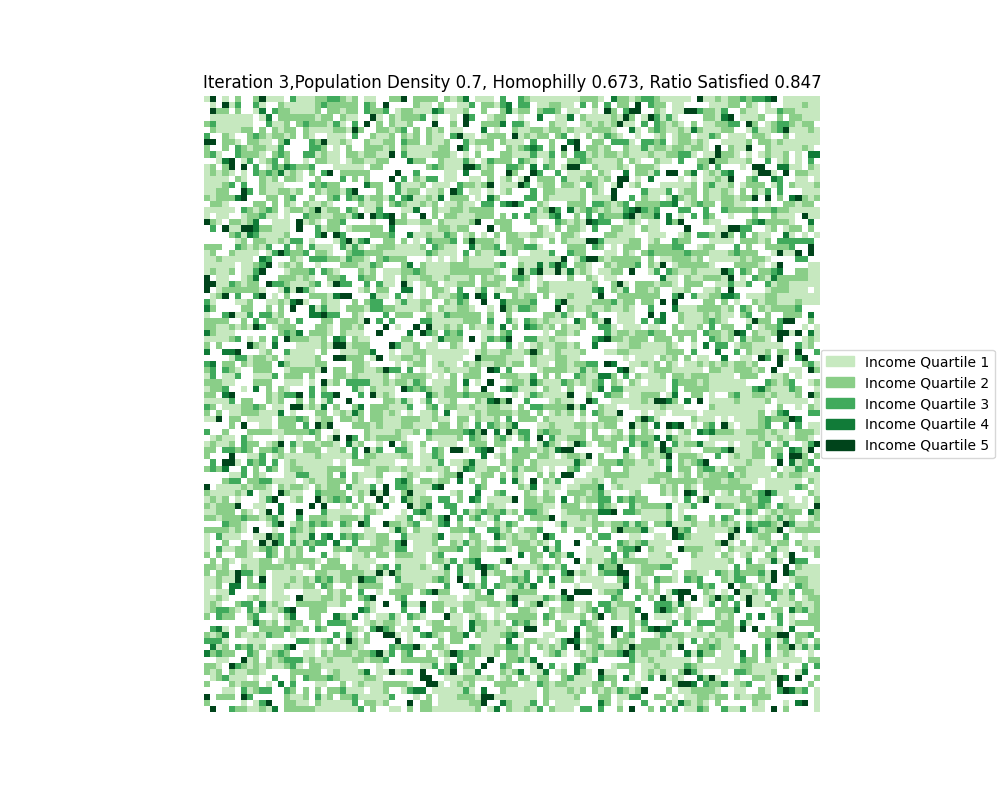 Iteration 3,Population Density 0.7, Homophilly 0.673, Ratio Satisfied 0.847
Income Quartile 1
Income Quartile 2
Income Quartile 3
Income Quartile 4
Income Quartile 5